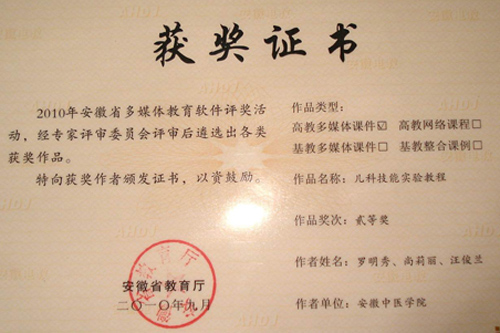 获奖证书
2010年安徽省多媒体教育软件评奖活
动，经专家评审委员会评审后遴选出各类
获奖作品。
特向获奖作者颁发证书，以资鼓励。
安徽省教育厅
二〇一〇年九月
作品类型：
高教多媒体课件☑ 高教网络课程□
基教多媒体课件□ 基教整合课例□
作品名称：儿科技能实验教程
作品奖次：贰等奖
作者姓名：罗明秀、尚莉丽、汪俊兰
作者单位：安徽中医学院